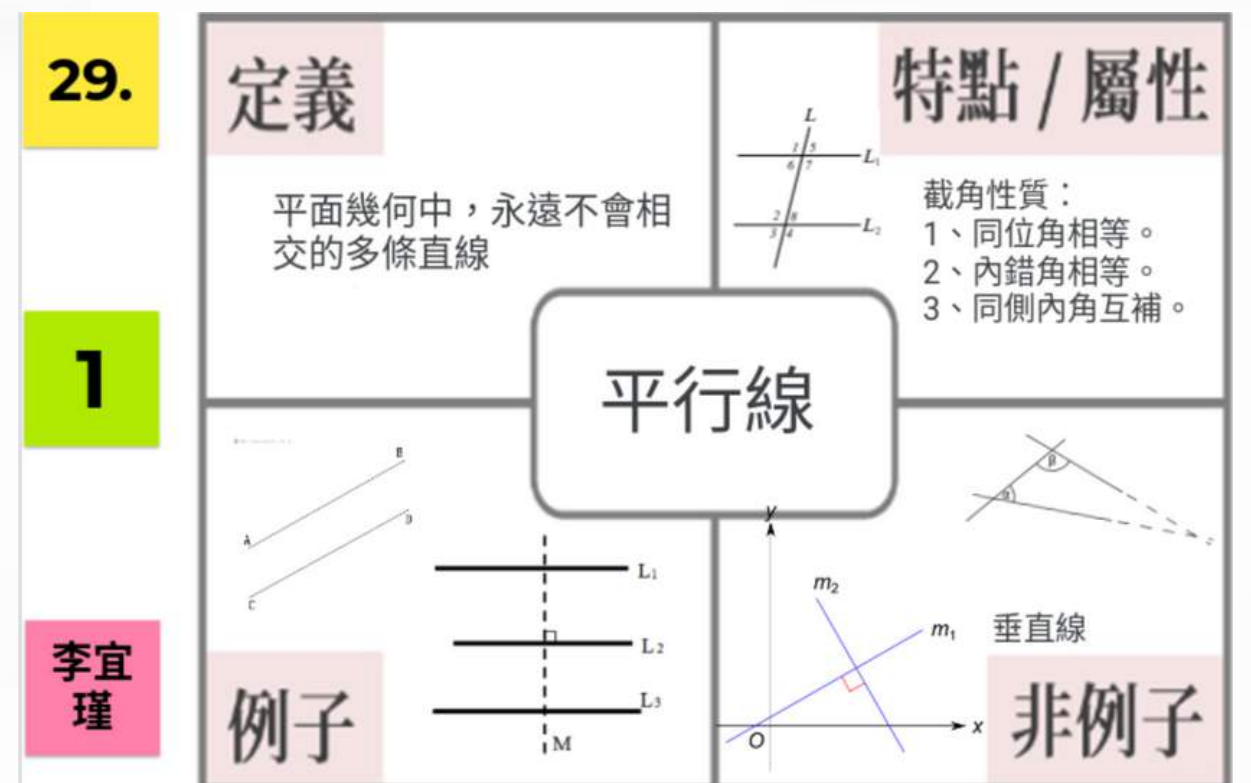 29.
1
李宜
瑾
定義
平面幾何中，永遠不會相
交的多條直線
特點 / 屬性
L
1 5
6 7
L1
2 8
3 4
L2
截角性質：
1、同位角相等。
2、內錯角相等。
3、同側內角互補。
平行線
B
A
D
C
L1
L2
L3
M
例子
β
α
y
m2
m1
垂直線
O
x
非例子